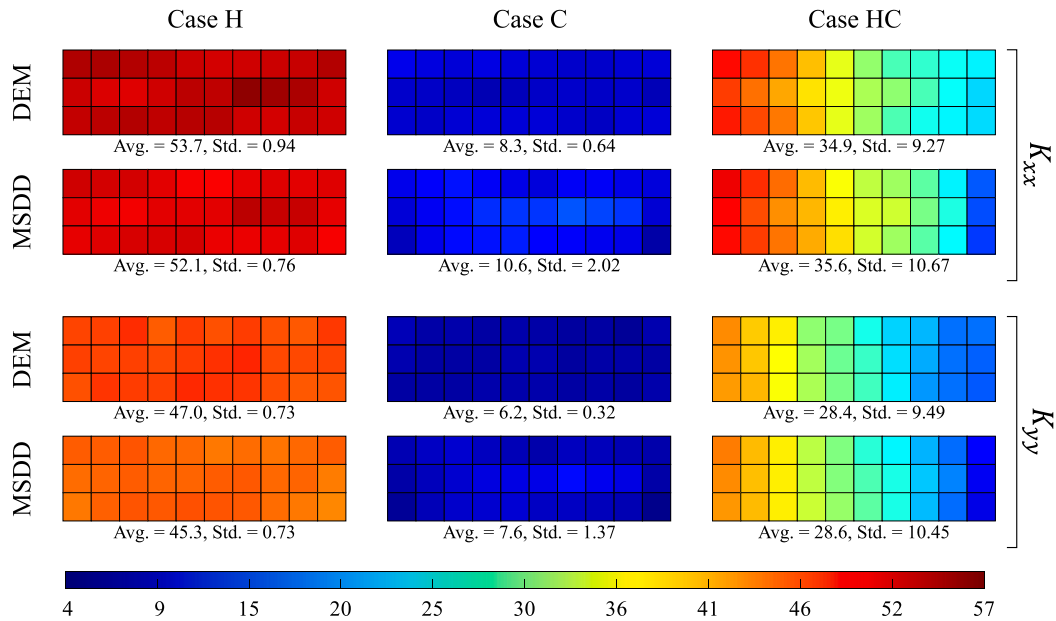 Case H Case C Case HC
DEM
Avg. = 53.7, Std. = 0.94 Avg. = 8.3, Std. = 0.64 Avg. = 34.9, Std. = 9.27
Kxx
MSDD
Avg. = 52.1, Std. = 0.76 Avg. = 10.6, Std. = 2.02 Avg. = 35.6, Std. = 10.67
DEM
Avg. = 47.0, Std. = 0.73 Avg. = 6.2, Std. = 0.32 Avg. = 28.4, Std. = 9.49
Kyy
MSDD
Avg. = 45.3, Std. = 0.73 Avg. = 7.6, Std. = 1.37 Avg. = 28.6, Std. = 10.45
4 9 15 20 25 30 36 41 46 52 57